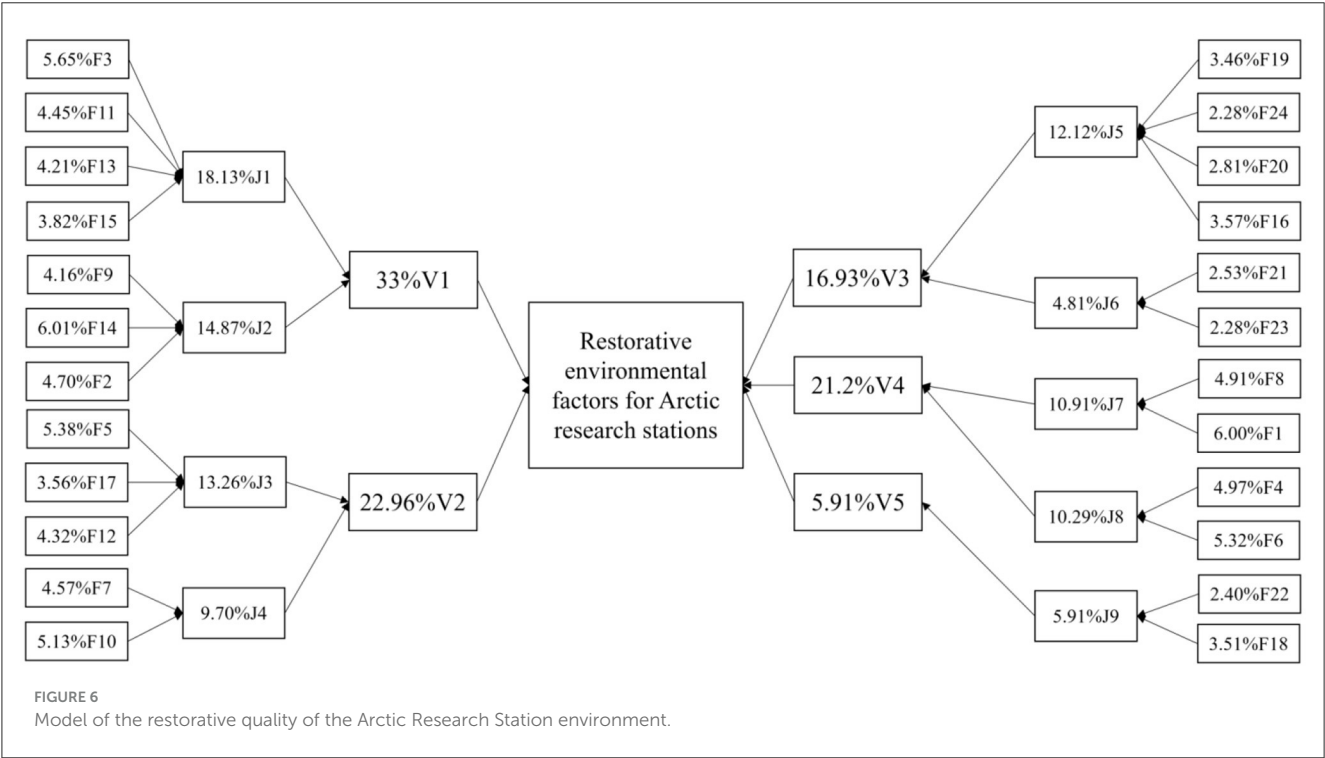 5.65%F3
4.45%F11
4.21%F13
3.82%F15
4.16%F9
6.01%F14
4.70%F2
5.38%F5
3.56%F17
4.32%F12
4.57%F7
5.13%F10
18.13%J1
14.87%J2
13.26%J3
9.70%J4
33%V1
22.96%V2
Restorative
environmental
factors for Arctic
research stations
16.93%V3
21.2%V4
5.91%V5
12.12%J5
4.81%J6
10.91%J7
10.29%J8
5.91%J9
3.46%F19
2.28%F24
2.81%F20
3.57%F16
2.53%F21
2.28%F23
4.91%F8
6.00%F1
4.97%F4
5.32%F6
2.40%F22
3.51%F18
FIGURE 6
Model of the restorative quality of the Arctic Research Station environment.